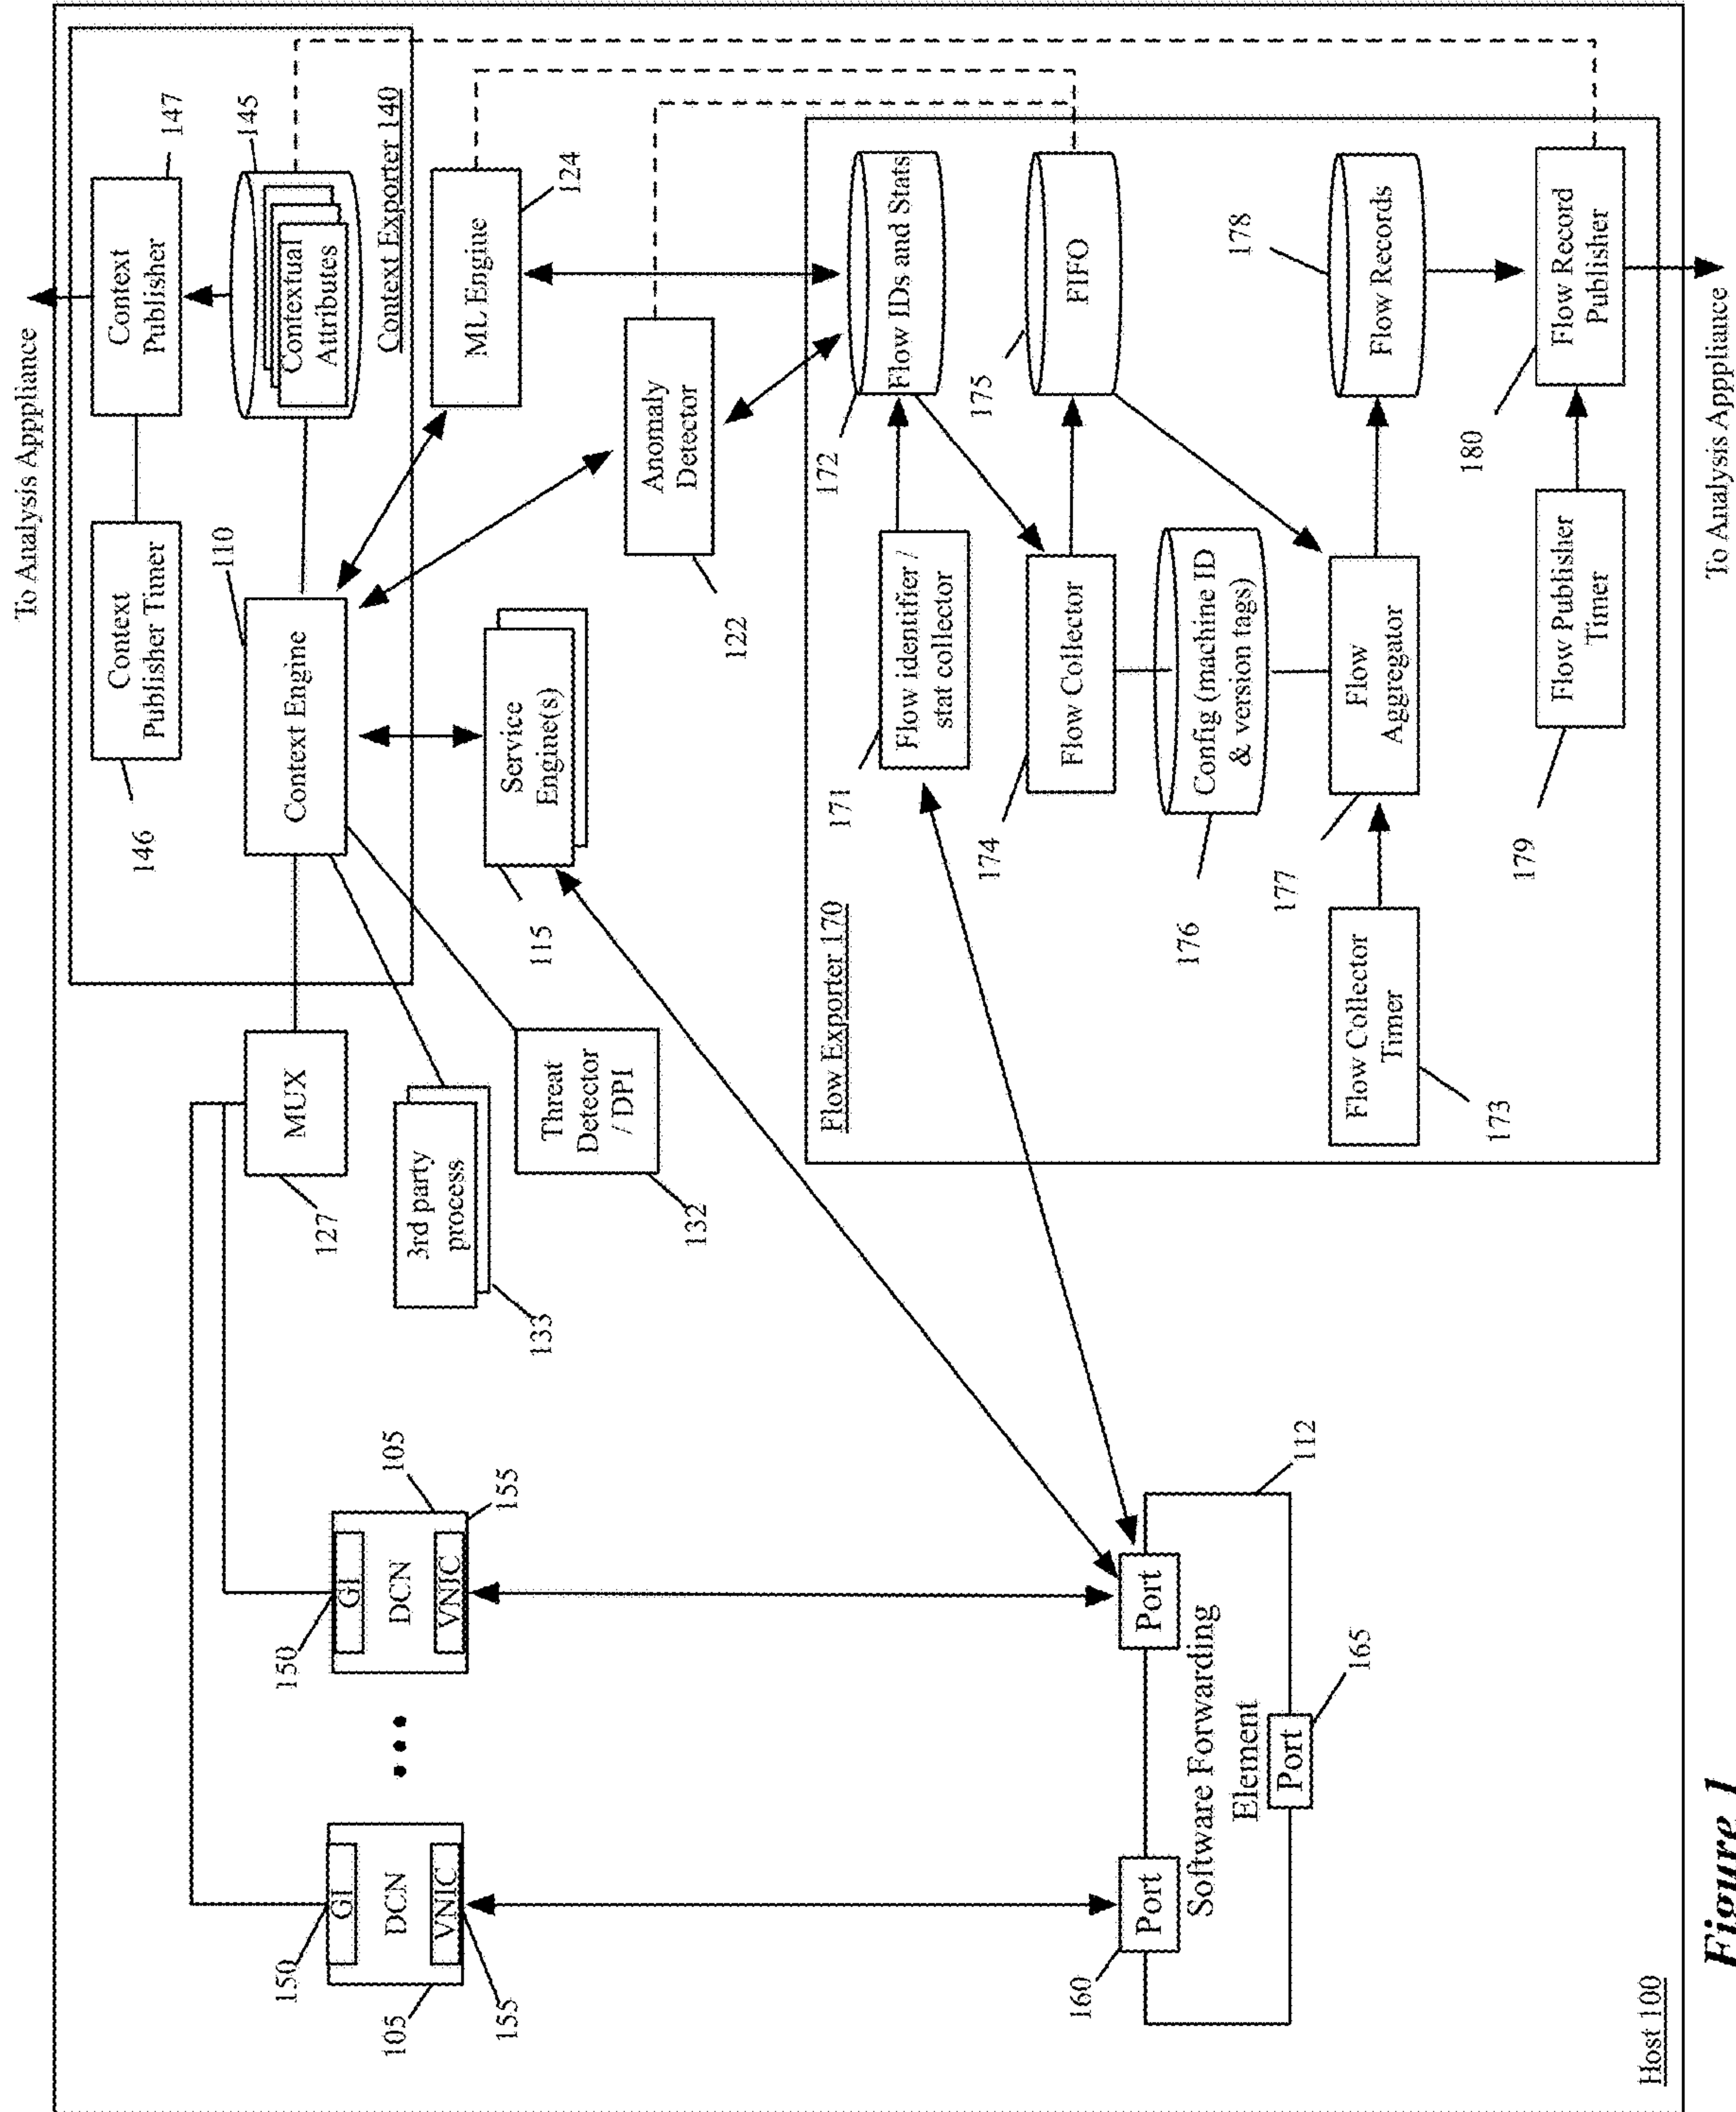 To Analysis Apppliance
146
Context
Publisher Timer
Context
Publisher
147
110
Context Engine
Contextual
Attributes
145
Context Exporter 140
MUX
127
3rd party
process
133
Threat
Detector
/ DPI
132
Service
Engine(s)
115
Anomaly
Detector
122
ML Engine
124
150
GI
DCN
VNIC
105
155
150
GI
DCN
VNIC
105
155
160
Port
Port
Software Forwarding
Element
Port
165
112
Flow Exporter 170
171
Flow identifier /
stat collector
172
Flow IDs and Stats
174
Flow Collector
175
FIFO
176
Config (machine ID
& version tags)
173
Flow Collector
Timer
177
Flow
Aggregator
178
Flow Records
179
Flow Publisher
Timer
180
Flow Record
Publisher
To Analysis Apppliance
Host 100
Figure 1